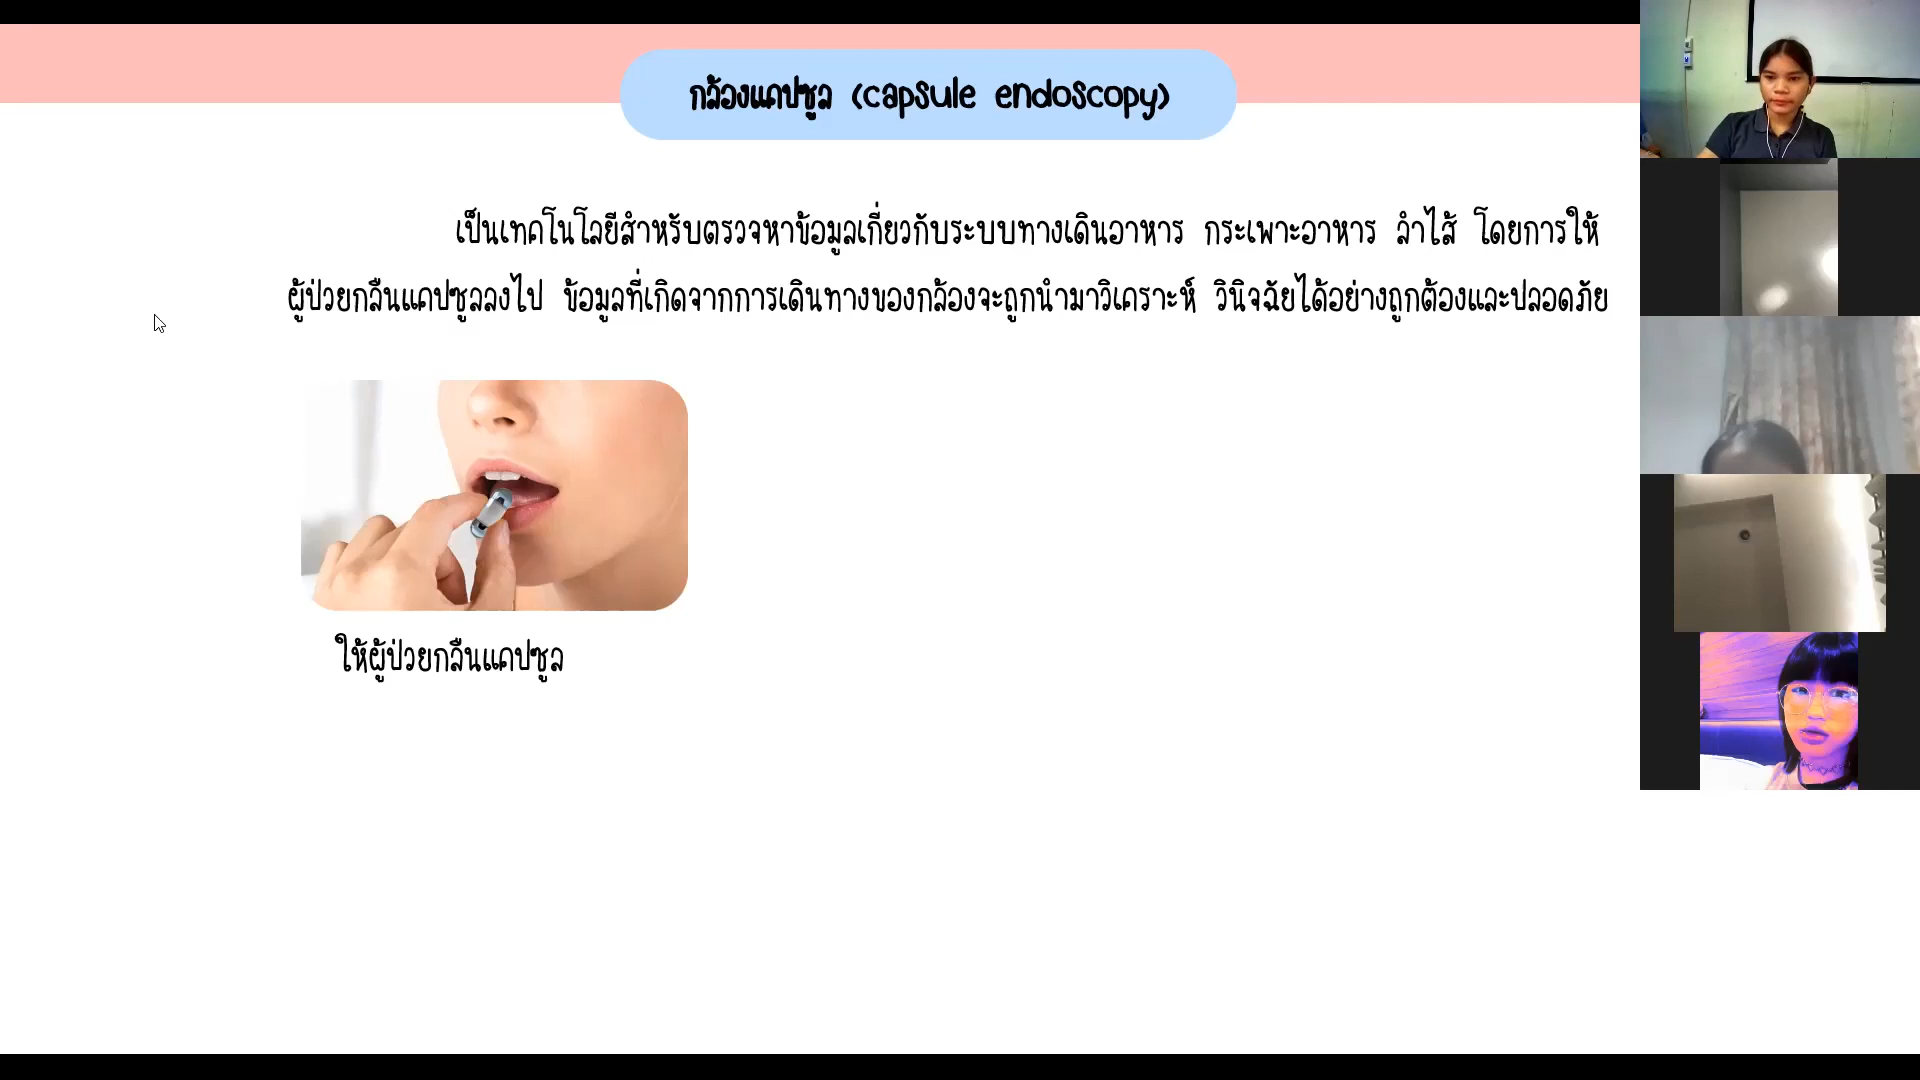 กล้องแคปซูล (capsule endoscopy)
เป็นเทคโนโลยีสำหรับตรวจหาข้อมูลเกี่ยวกับระบบทางเดินอาหาร กระเพาะอาหาร ลำไส้ โดยการให้
ผู้ป่วยกลืนแคปซูลลงไป ข้อมูลที่เกิดจากการเดินทางของกล้องจะถูกนำมาวิเคราะห์ วินิจฉัยได้อย่างถูกต้องและปลอดภัย
ให้ผู้ป่วยกลืนแคปซูล